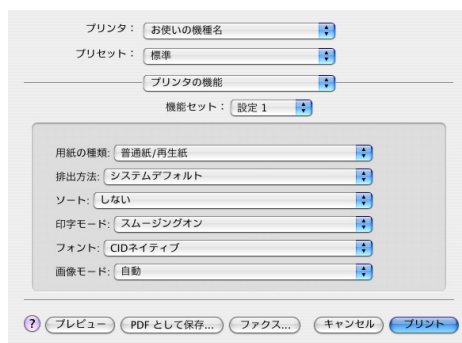 プリンタ： お使いの機種名
プリセット： 標準
プリンタの機能
機能セット： 設定 1
用紙の種類: 普通紙/再生紙
排出方法: システムデフォルト
ソート: しない
印字モード: スムージングオン
フォント: CIDネイティブ
画像モード: 自動
? プレビュー PDF として保存... ファクス... キャンセル プリント